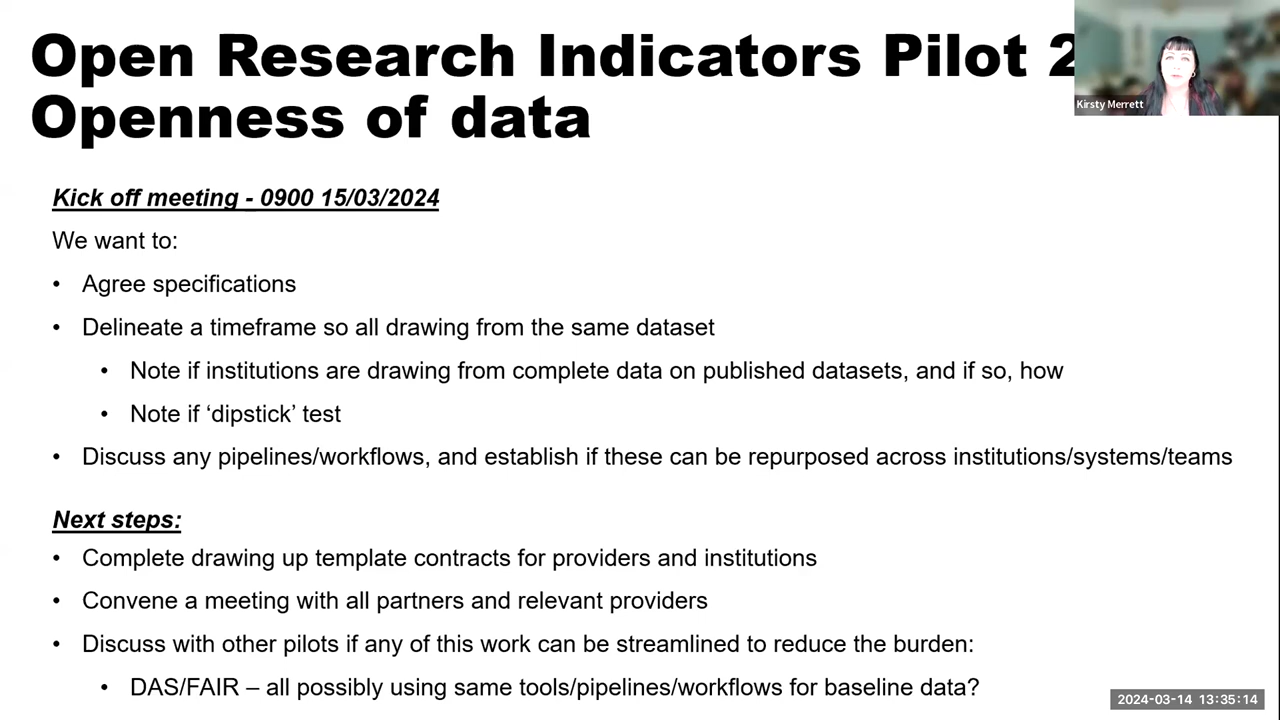 Open Research Indicators Pilot 2
Openness of data
Kirsty Merrett
Kick off meeting - 0900 15/03/2024
We want to:
• Agree specifications
• Delineate a timeframe so all drawing from the same dataset
• Note if institutions are drawing from complete data on published datasets, and if so, how
• Note if ‘dipstick’ test
• Discuss any pipelines/workflows, and establish if these can be repurposed across institutions/systems/teams
Next steps:
• Complete drawing up template contracts for providers and institutions
• Convene a meeting with all partners and relevant providers
• Discuss with other pilots if any of this work can be streamlined to reduce the burden:
• DAS/FAIR – all possibly using same tools/pipelines/workflows for baseline data?
2024-03-14 13:35:14